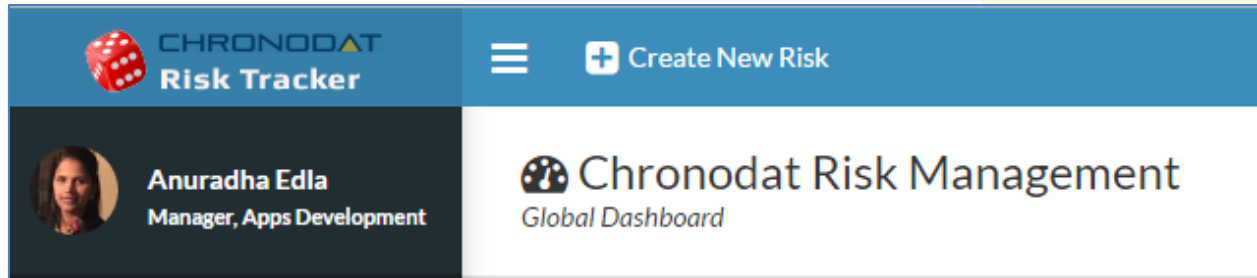 CHRONODAT
Risk Tracker
Create New Risk
Anuradha Edla
Manager, Apps Development
Chronodat Risk Management
Global Dashboard